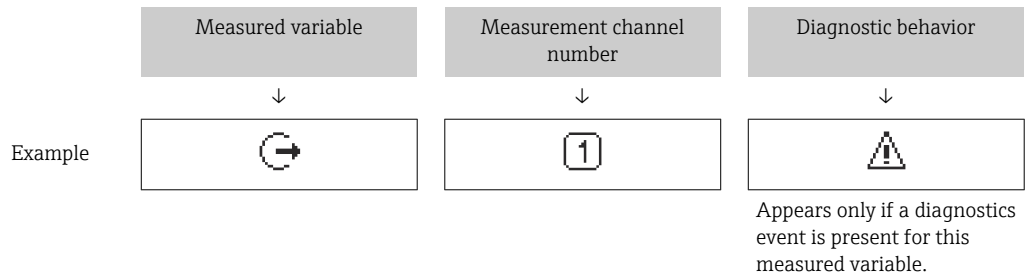 Measured variable
Measurement channel
number
Diagnostic behavior
↓ ↓ ↓
Example
1
Appears only if a diagnostics
event is present for this
measured variable.